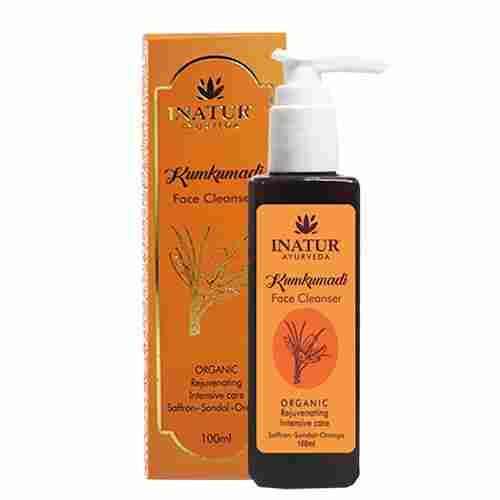 INATUR
AYURVEDA
Kumkumadi
Face Cleanser
ORGANIC
Rejuvenating
Intensive care
Saffron-Sandal-Orange
100ml
INATUR
AYURVEDA
Kumkumadi
Face Cleanser
ORGANIC
Rejuvenating
Intensive care
Saffron-Sandal-Orange
100ml